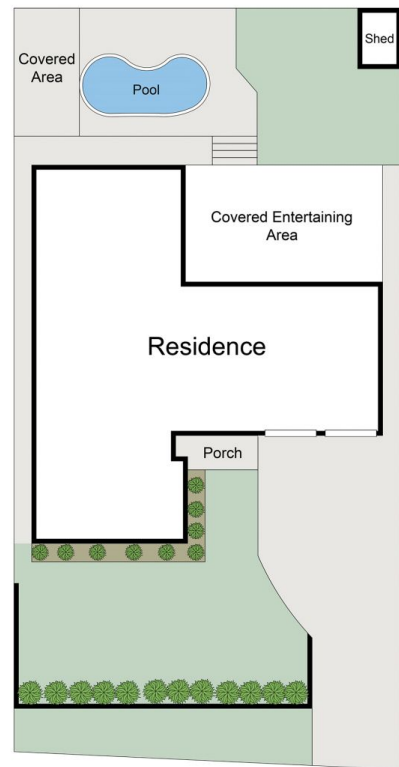 Shed
Covered
Area
Pool
Covered Entertaining
Area
Residence
Porch